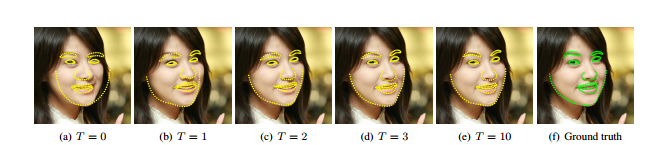 (a) T = 0 (b) T = 1 (c) T = 2 (d) T = 3 (e) T = 10 (f) Ground truth